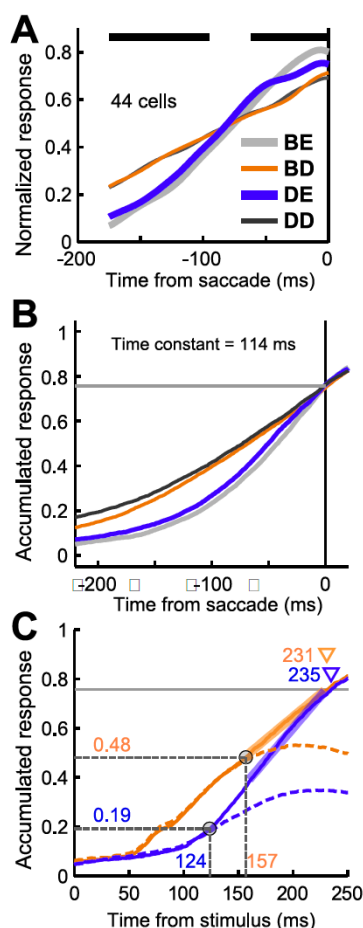 A
Normalized response
0.8
0.6
0.4
0.2
0
44 cells
BE
BD
DE
DD
−200
−100
0
Time from saccade (ms)
B
Accumulated response
1
0.8
0.6
0.4
0.2
0
Time constant = 114 ms
−200
−100
0
Time from saccade (ms)
C
Accumulated response
1
0.8
0.6
0.4
0.2
0
231
235
0.48
0.19
124
157
0
50
100
150
200
250
Time from stimulus (ms)